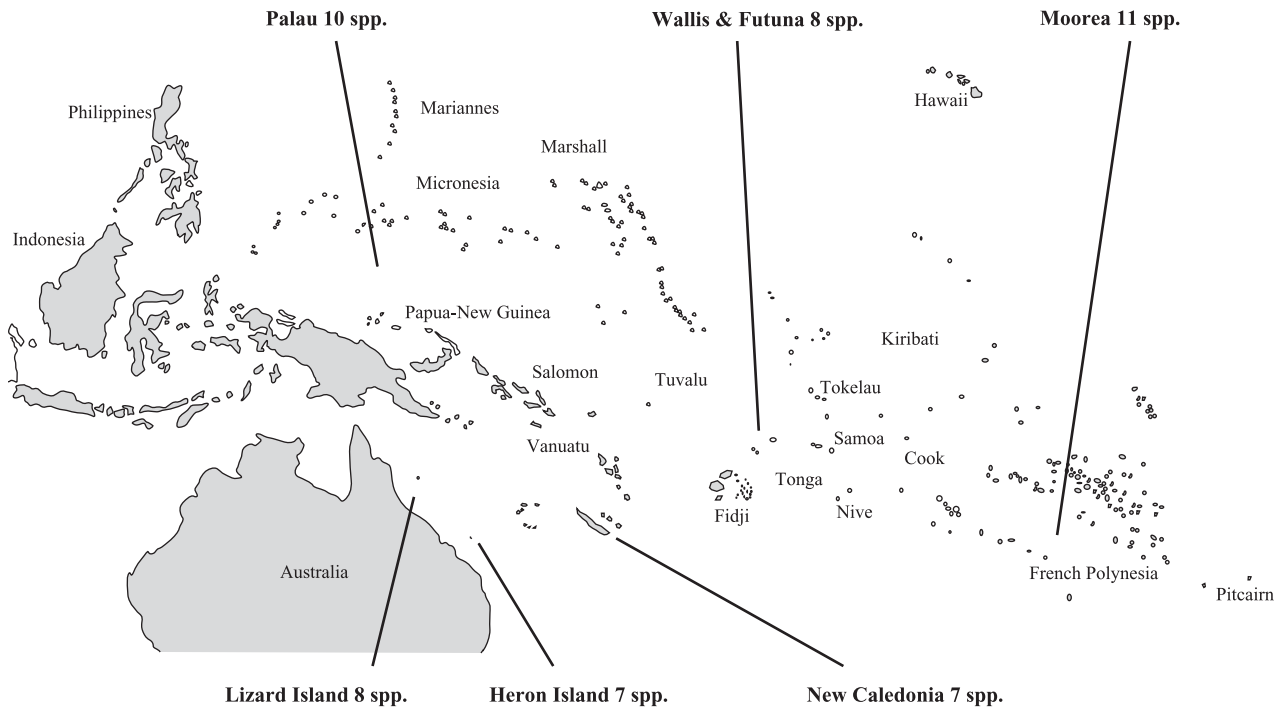 Palau 10 spp.
Wallis & Futuna 8 spp.
Moorea 11 spp.
Hawaii
Philippines
Mariannes
Marshall
Micronesia
Indonesia
Papua-New Guinea
Kiribati
Salomon
Tuvalu
Tokelau
Vanuatu
Samoa
Cook
Tonga
Fidji
Nive
Australia
French Polynesia
Pitcairn
Lizard Island 8 spp.
Heron Island 7 spp.
New Caledonia 7 spp.